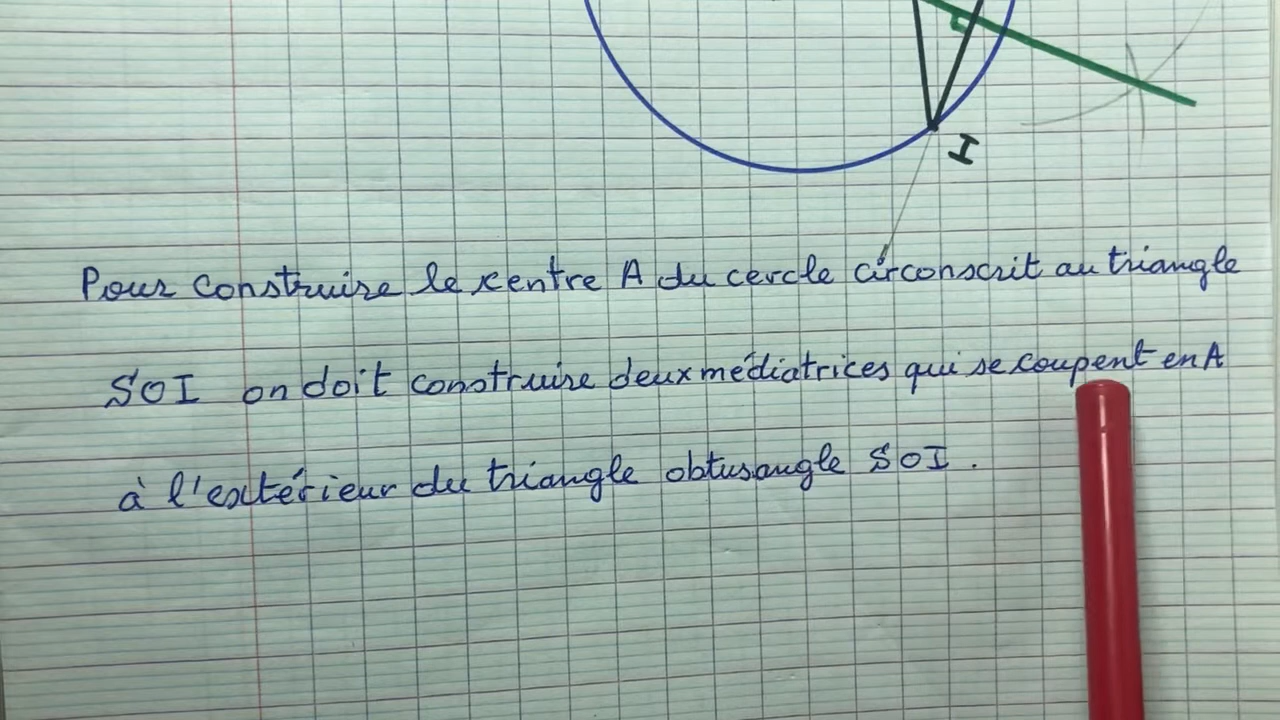 I
Pour construire le centre A du cercle circonscrit au triangle
SOI on doit construire deux médiatrices qui se coupent en A
à l'extérieur du triangle obtusangle SOI.